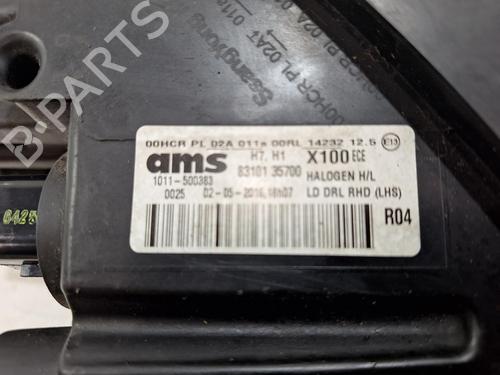 SsangYong
00HCR PL 02A 011a 00RL 14232 12.5 E13
ams H7, H1 X100 ECE
1011-500383 83101 35700 HALOGEN H/L
0025 02-05-2016,16h07 LD DRL RHD (LHS)
R04
B-PARTS